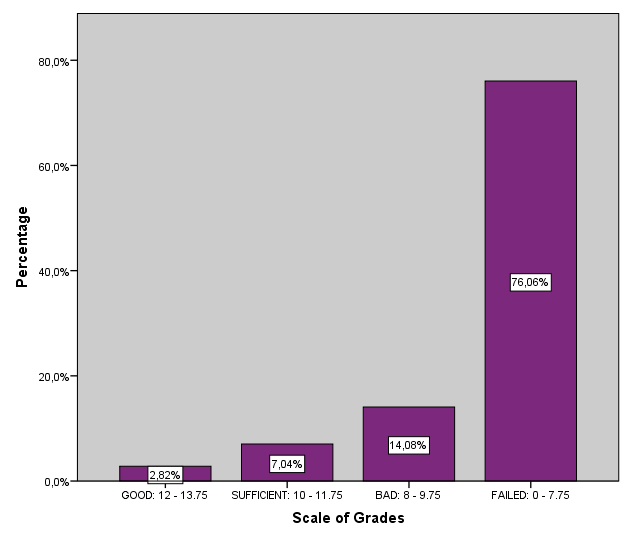 80,0%
60,0%
40,0%
20,0%
0,0%
Percentage
76,06%
14,08%
7,04%
2,82%
GOOD: 12 - 13.75
SUFFICIENT: 10 - 11.75
BAD: 8 - 9.75
FAILED: 0 - 7.75
Scale of Grades